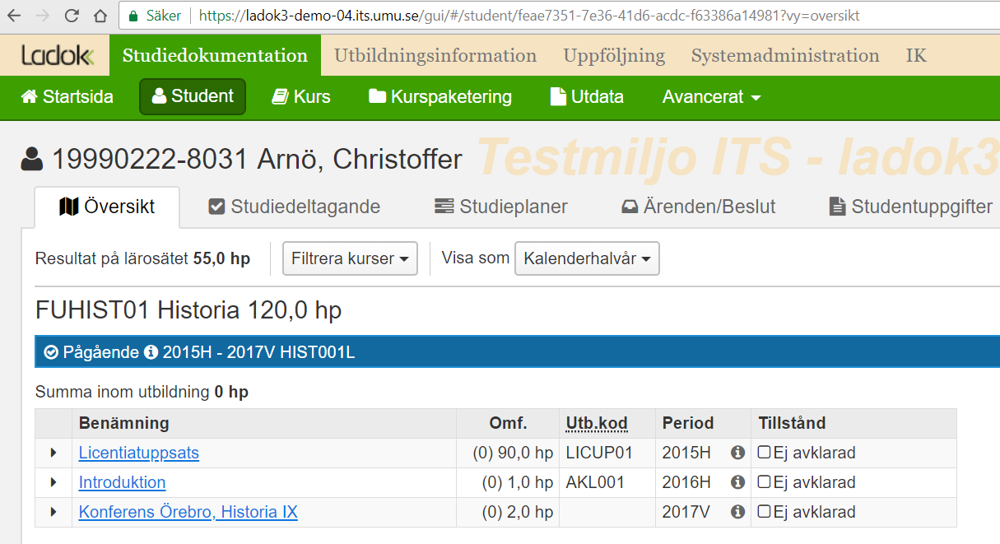 Säker https://ladok3-demo-04.its.umu.se/gui/#/student/feae7351-7e36-41d6-acdc-f63386a14981?vy=oversikt
Ladok Studiedokumentation Utbildningsinformation Uppföljning Systemadministration IK
Startsida Student Kurs Kurspaketering Utdata Avancerat
19990222-8031 Arnö, Christoffer Testmiljo ITS - ladok3
Översikt Studiedeltagande Studieplaner Ärenden/Beslut Studentuppgifter
Resultat på lärosätet 55,0 hp Filtrera kurser Visa som Kalenderhalvår
FUHIST01 Historia 120,0 hp
Pågående 2015H - 2017V HIST001L
Summa inom utbildning 0 hp
Benämning Omf. Utb.kod Period Tillstånd
Licentiatuppsats (0) 90,0 hp LICUP01 2015H Ej avklarad
Introduktion (0) 1,0 hp AKL001 2016H Ej avklarad
Konferens Örebro, Historia IX (0) 2,0 hp 2017V Ej avklarad